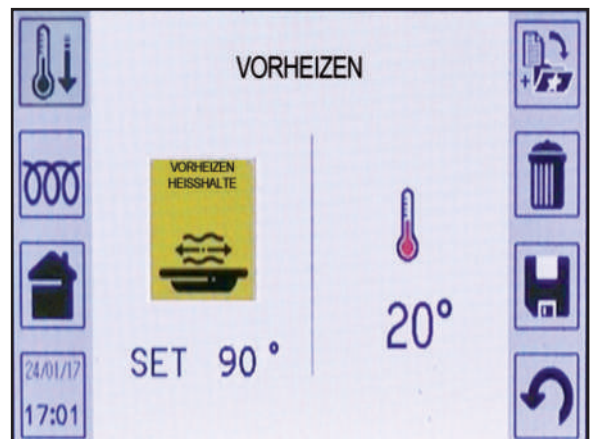 VORHEIZEN
VORHEIZEN
HEISSHALTE
SET 90°
20°
24/01/17
17:01